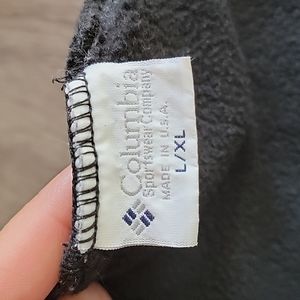 Columbia
Sportswear Company
MADE IN U.S.A.
L/XL